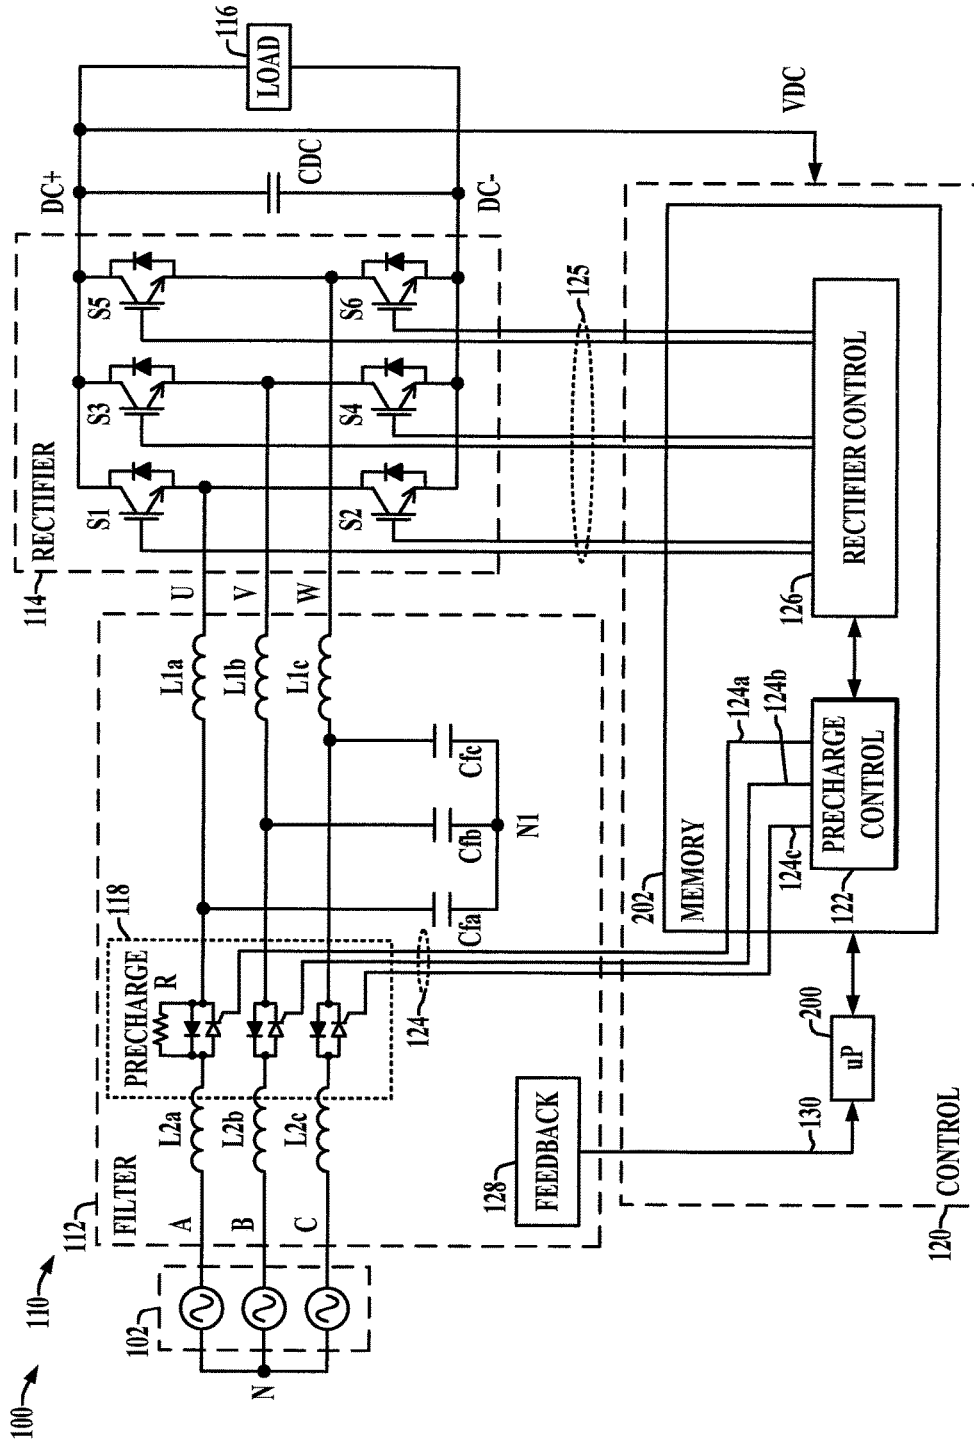 100
110
102
N
112
FILTER
A
B
C
L2a
L2b
L2c
118
PRECHARGE
R
124
Cfa
Cfb
Cfc
N1
L1a
L1b
L1c
U
V
W
114
RECTIFIER
S1
S3
S5
S2
S4
S6
DC+
DC-
CDC
116
LOAD
VDC
125
128
FEEDBACK
130
120
CONTROL
200
uP
202
MEMORY
122
PRECHARGE
CONTROL
124a
124b
124c
126
RECTIFIER CONTROL